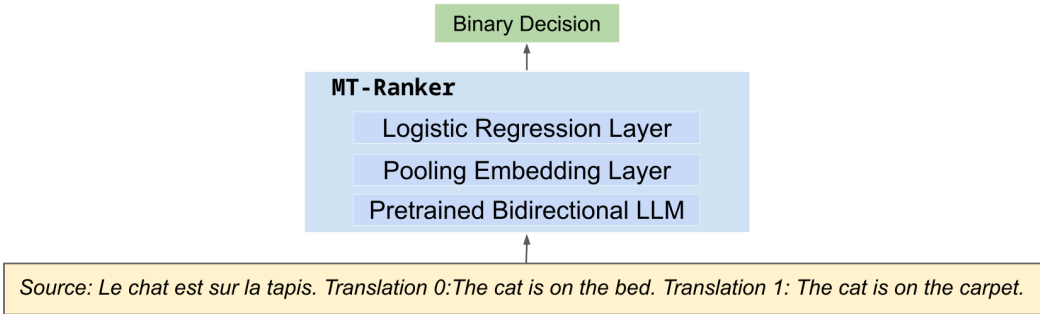 Binary Decision
MT-Ranker
Logistic Regression Layer
Pooling Embedding Layer
Pretrained Bidirectional LLM
Source: Le chat est sur la tapis. Translation 0:The cat is on the bed. Translation 1: The cat is on the carpet.